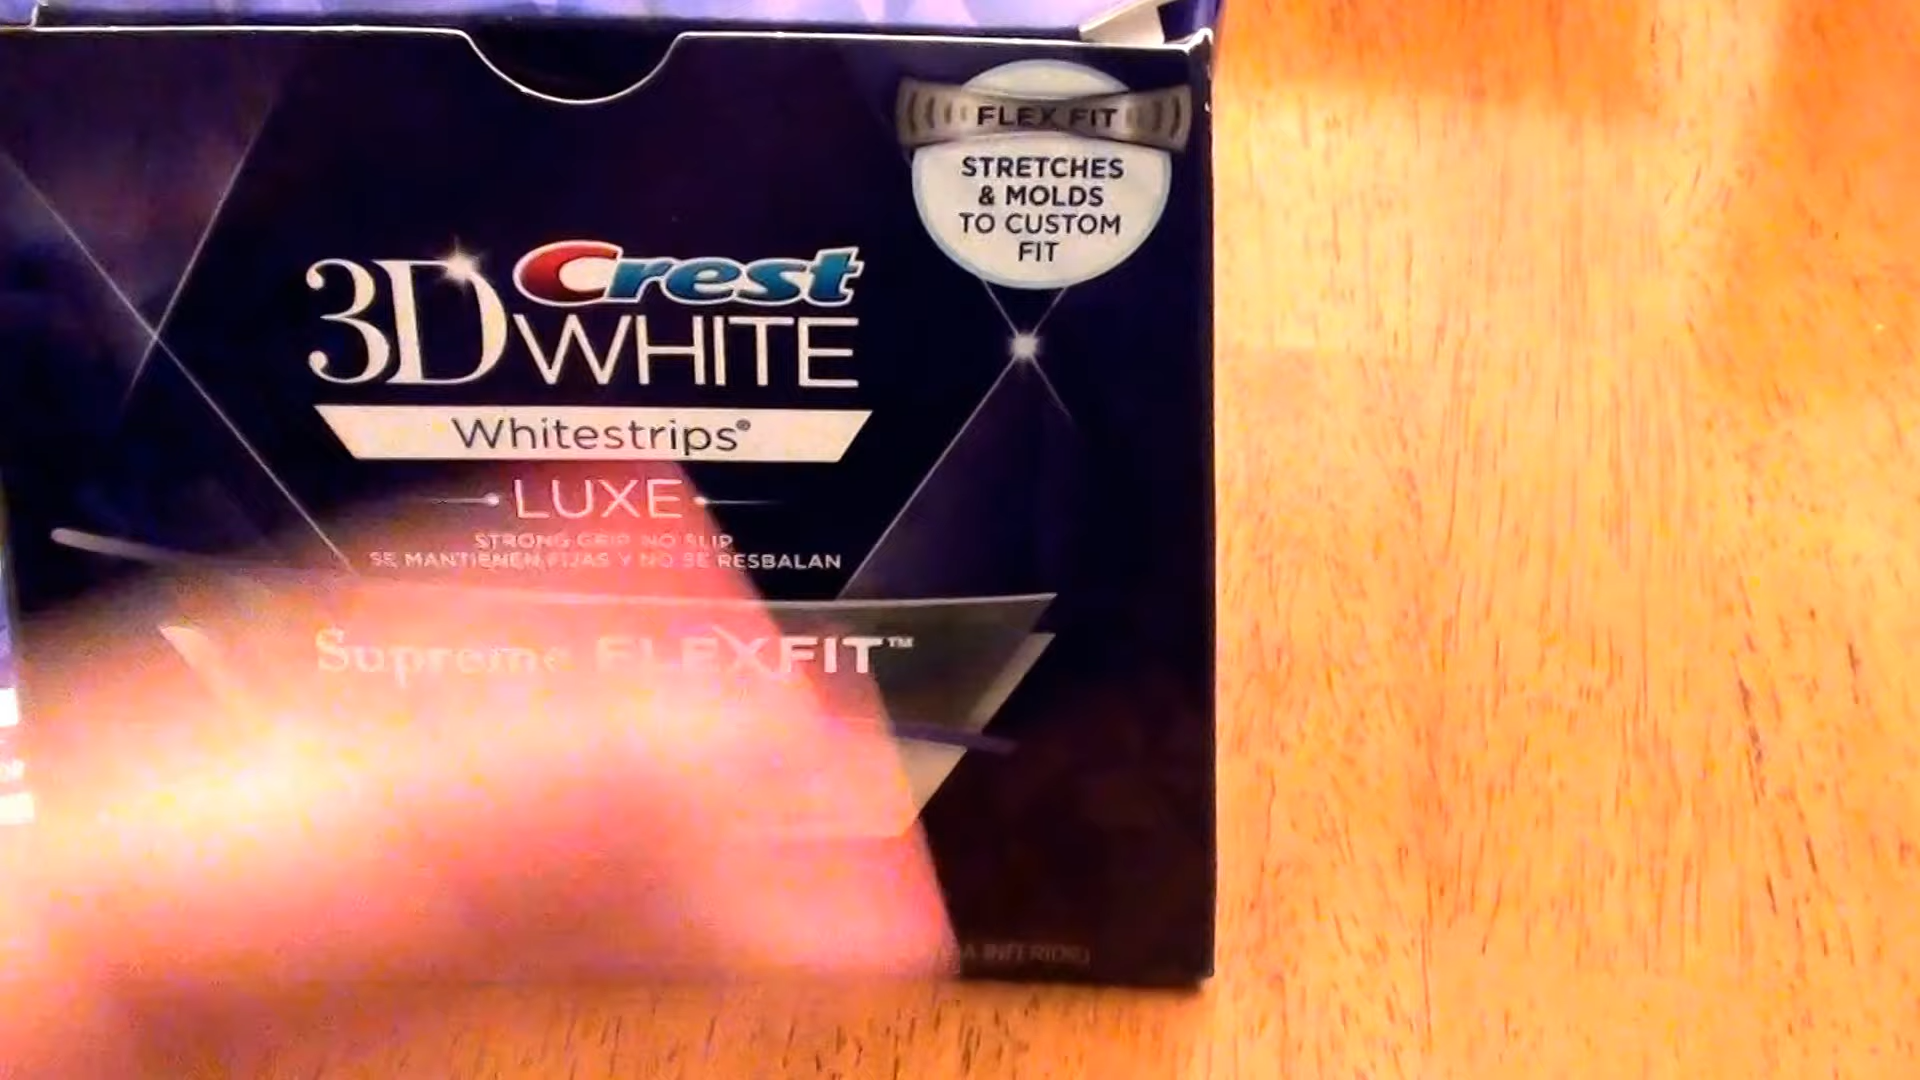 FLEX FIT
STRETCHES
& MOLDS
TO CUSTOM
FIT
3D Crest
WHITE
Whitestrips®
LUXE
STRONG GRIP NO SLIP
SE MANTIENEN FIJAS Y NO SE RESBALAN
Supreme FLEXFIT™
INFERIOR)